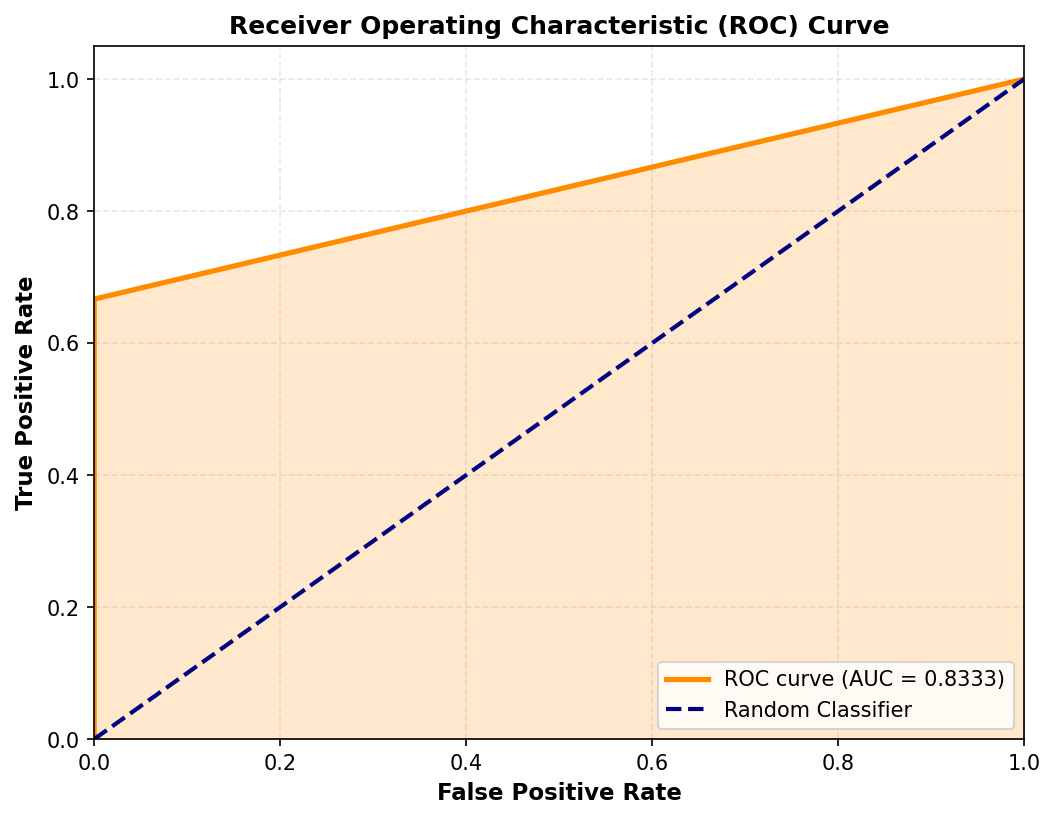 Receiver Operating Characteristic (ROC) Curve
True Positive Rate
1.0
0.8
0.6
0.4
0.2
0.0
ROC curve (AUC = 0.8333)
Random Classifier
0.0 0.2 0.4 0.6 0.8 1.0
False Positive Rate